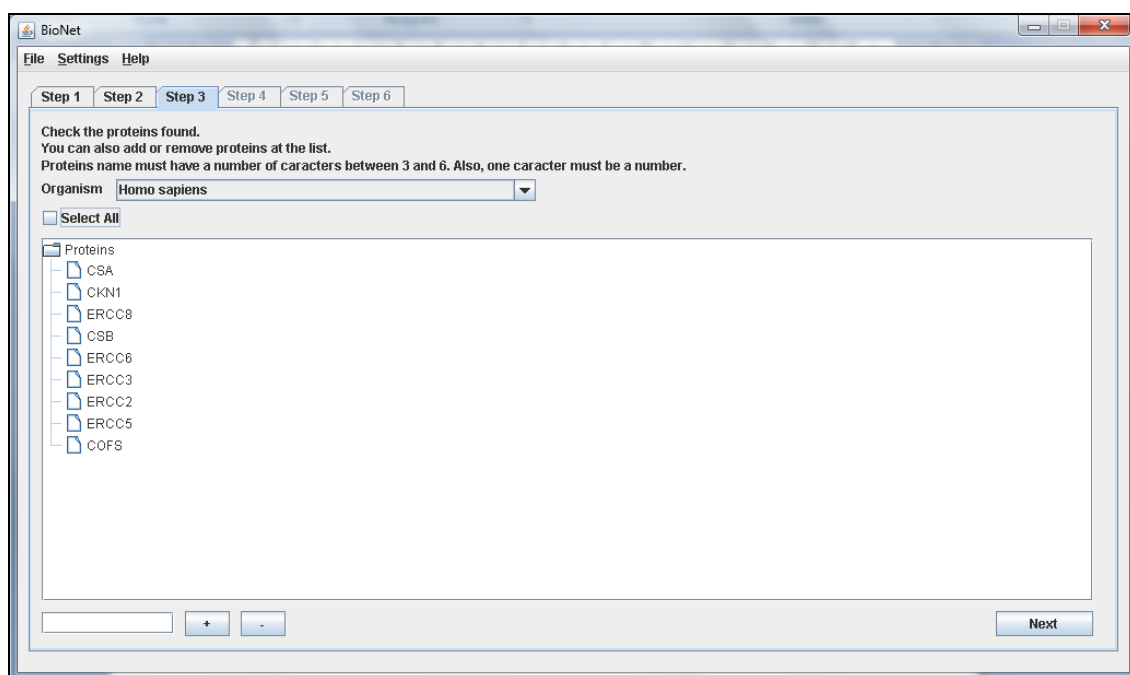 BioNet
File Settings Help
Step 1 Step 2 Step 3 Step 4 Step 5 Step 6
Check the proteins found.
You can also add or remove proteins at the list.
Proteins name must have a number of caracters between 3 and 6. Also, one caracter must be a number.
Organism Homo sapiens
Select All
Proteins
CSA
CKN1
ERCC8
CSB
ERCC6
ERCC3
ERCC2
ERCC5
COFS
+ - Next